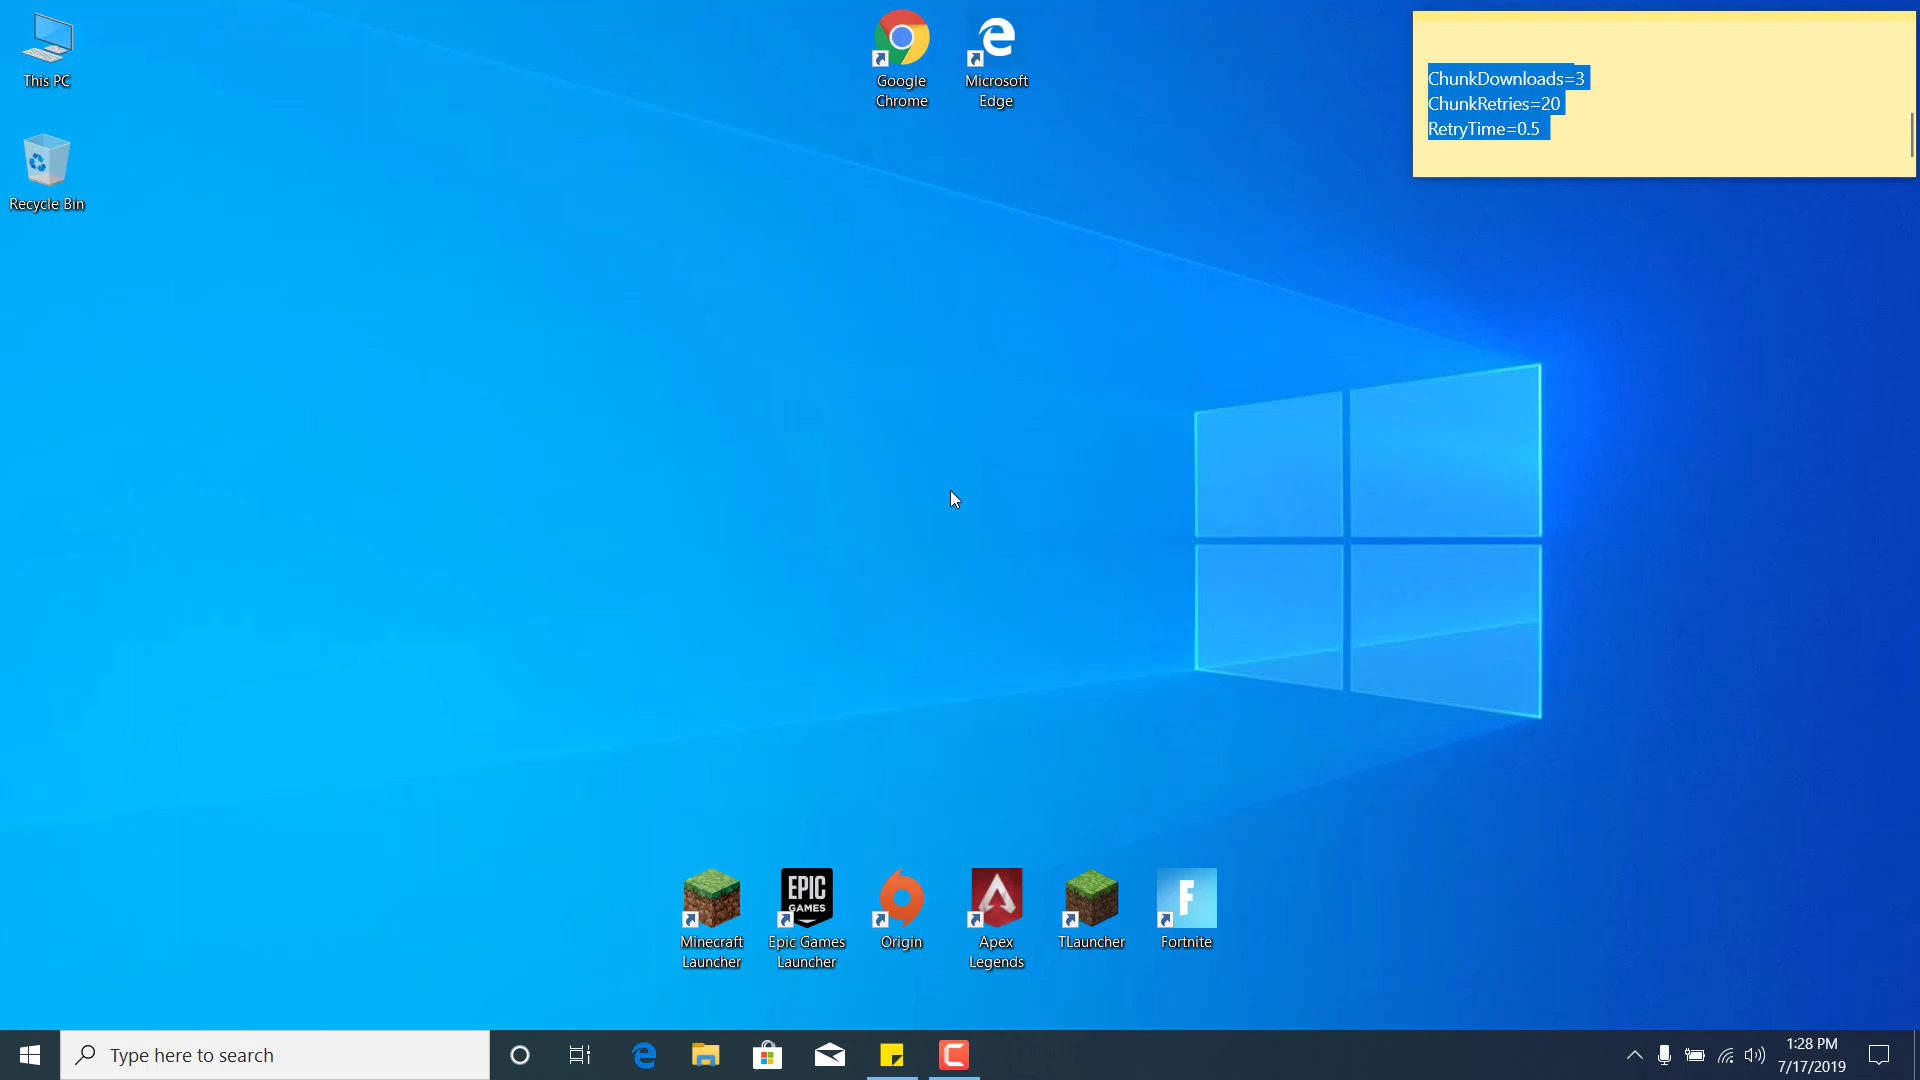 This PC
Recycle Bin
Google
Chrome
Microsoft
Edge
ChunkDownloads=3
ChunkRetries=20
RetryTime=0.5
EPIC
GAMES
F
Minecraft
Launcher
Epic Games
Launcher
Origin
Apex
Legends
TLauncher
Fortnite
Type here to search
1:28 PM
7/17/2019